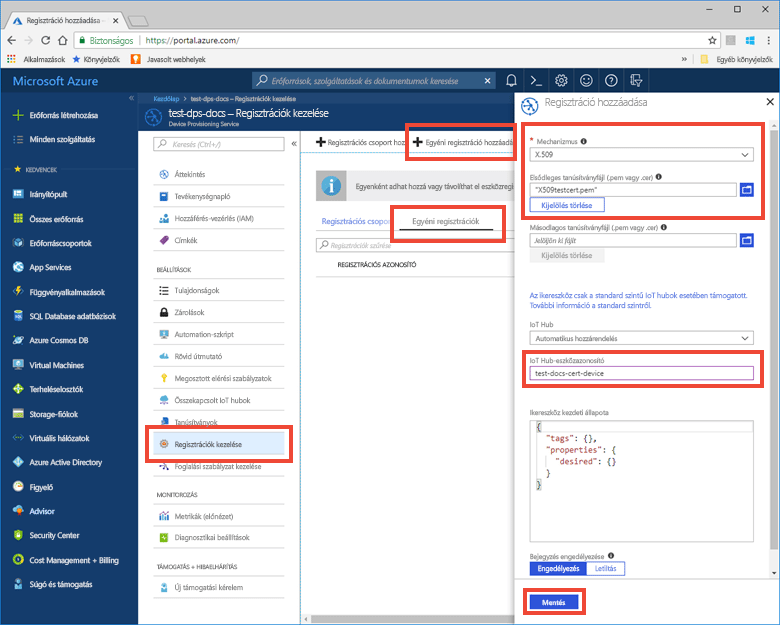 Regisztráció hozzáadása –
Biztonságos
https://portal.azure.com/
Alkalmazások
Könyvjelzők
Javasolt webhelyek
Egyéb könyvjelzők
Microsoft Azure
Erőforrások, szolgáltatások és dokumentumok keresése
Erőforrás létrehozása
Minden szolgáltatás
KEDVENCEK
Irányítópult
Összes erőforrás
Erőforráscsoportok
App Services
Függvényalkalmazások
SQL Database adatbázisok
Azure Cosmos DB
Virtual Machines
Terheléselosztók
Storage-fiókok
Virtuális hálózatok
Azure Active Directory
Figyelő
Advisor
Security Center
Cost Management + Billing
Súgó és támogatás
Kezdőlap > test-dps-docs – Regisztrációk kezelése
test-dps-docs – Regisztrációk kezelése
Device Provisioning Service
Keresés (Ctrl+/)
Áttekintés
Tevékenységnapló
Hozzáférés-vezérlés (IAM)
Címkék
BEÁLLÍTÁSOK
Tulajdonságok
Zárolások
Automation-szkript
Rövid útmutató
Megosztott elérési szabályzatok
Összekapcsolt IoT hubok
Tanúsítványok
Regisztrációk kezelése
Foglalási szabályzat kezelése
MONITOROZÁS
Metrikák (előnézet)
Diagnosztikai beállítások
TÁMOGATÁS + HIBAELHÁRÍTÁS
Új támogatási kérelem
Regisztrációs csoport hoz
Egyéni regisztráció hozzáadá
Egyenként adhat hozzá vagy távolíthat el eszközregi
Regisztrációs csopor
Egyéni regisztrációk
Regisztrációk szűrése
REGISZTRÁCIÓS AZONOSÍTÓ
Regisztráció hozzáadása
* Mechanizmus
X.509
Elsődleges tanúsítványfájl (.pem vagy .cer)
"X509testcert.pem"
Kijelölés törlése
Másodlagos tanúsítványfájl (.pem vagy .cer)
Jelöljön ki fájlt
Kijelölés törlése
Az ikereszköz csak a standard szintű IoT hubok esetében támogatott.
További információ a standard szintről.
IoT Hub
Automatikus hozzárendelés
IoT Hub-eszközazonosító
test-docs-cert-device
Ikereszköz kezdeti állapota
{
"tags": {},
"properties": {
"desired": {}
}
}
Bejegyzés engedélyezése
Engedélyezés
Letiltás
Mentés